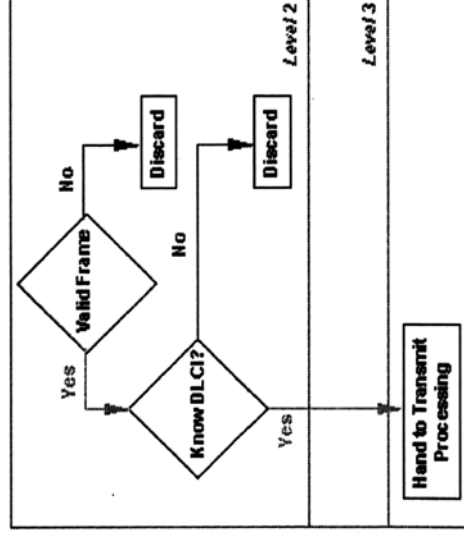 Valid Frame
No
Discard
Yes
Know DLCI?
No
Discard
Yes
Level 2
Level 3
Hand to Transmit
Processing